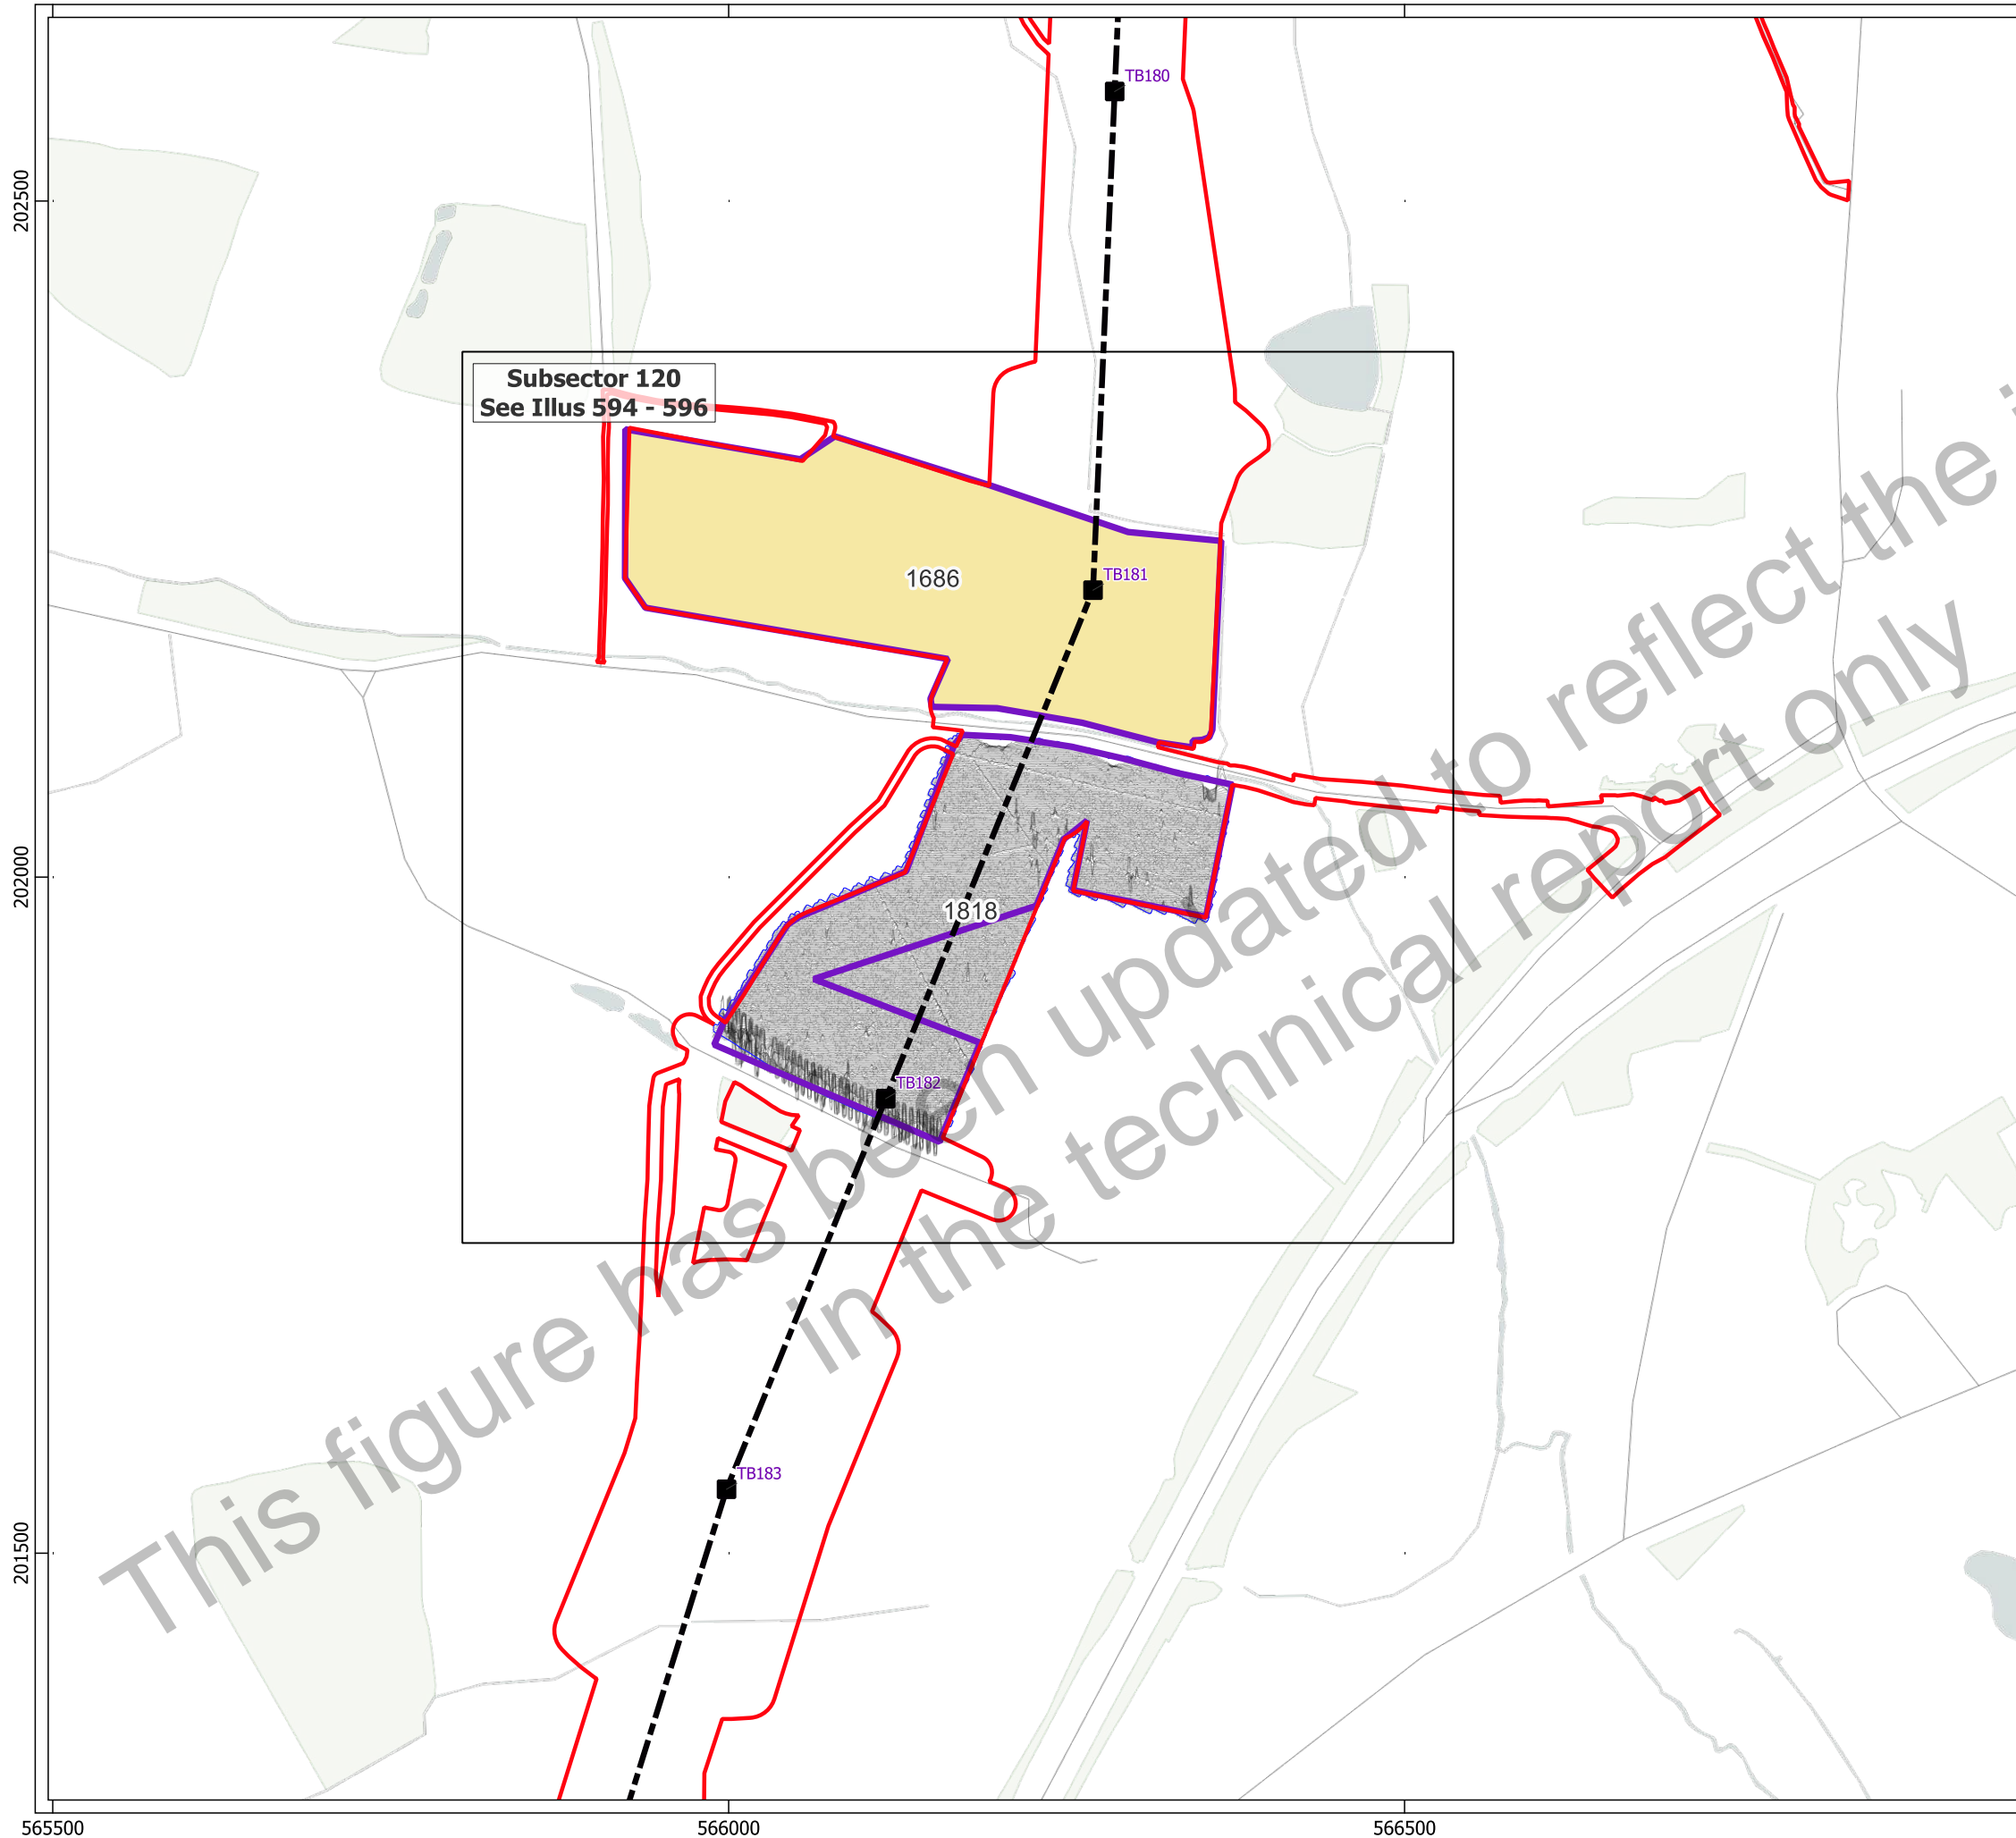 TB180
202500
Subsector 120
See Illus 594 - 596
1686
TB181
202000
1818
TB182
This figure has been updated to reflect the
in the technical report only
TB183
201500
565500
566000
566500